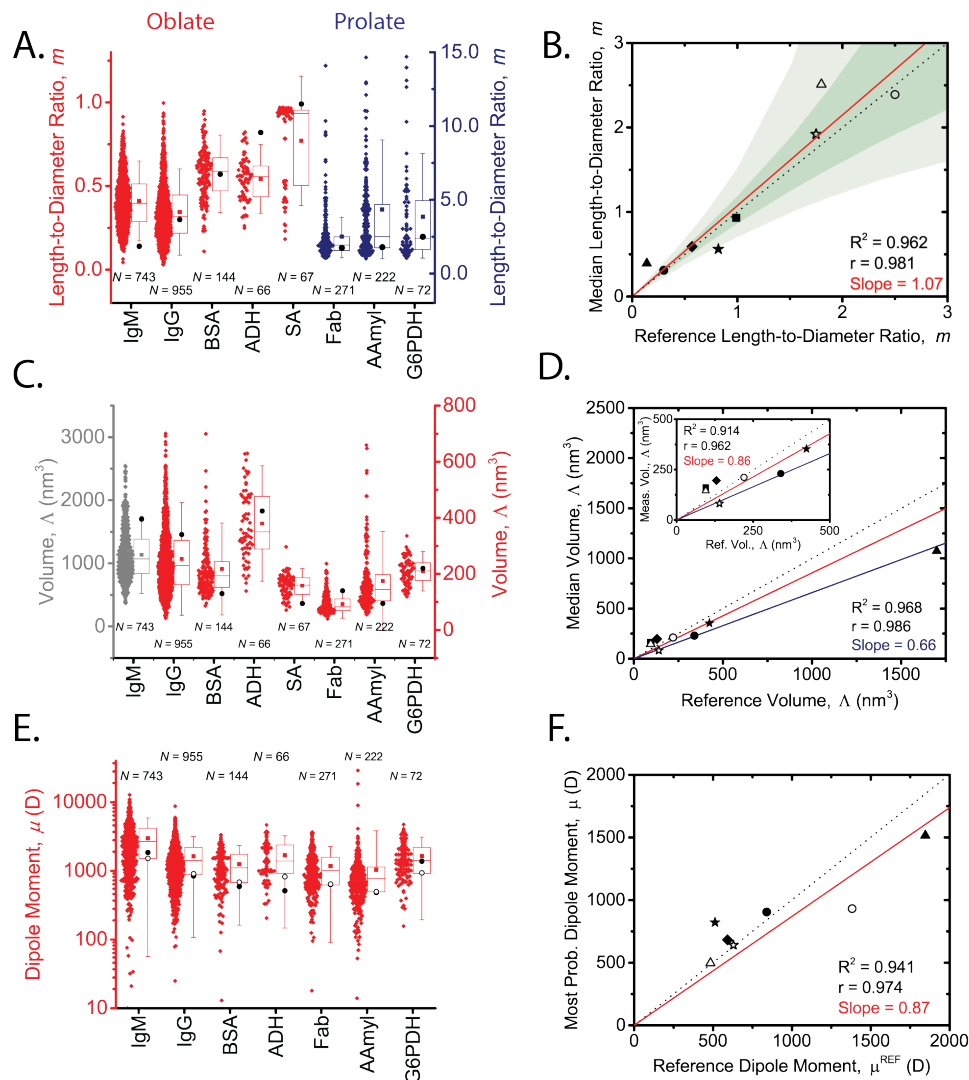 Oblate
Prolate
A.
Length-to-Diameter Ratio, m
1.0
0.5
0.0
15.0
10.0
5.0
0.0
Length-to-Diameter Ratio, m
N = 743
N = 955
N = 144
N = 66
N = 67
N = 271
N = 222
N = 72
IgM
IgG
BSA
ADH
SA
Fab
AAmyl
G6PDH
B.
Median Length-to-Diameter Ratio, m
3
2
1
0
R² = 0.962
r = 0.981
Slope = 1.07
0
1
2
3
Reference Length-to-Diameter Ratio, m
C.
Volume, Λ (nm³)
3000
2000
1000
0
800
600
400
200
0
Volume, Λ (nm³)
N = 743
N = 955
N = 144
N = 66
N = 67
N = 271
N = 222
N = 72
IgM
IgG
BSA
ADH
SA
Fab
AAmyl
G6PDH
D.
Median Volume, Λ (nm³)
2500
2000
1500
1000
500
0
Meas. Vol., Λ (nm³)
500
250
0
R² = 0.914
r = 0.962
Slope = 0.86
0
250
500
Ref. Vol., Λ (nm³)
R² = 0.968
r = 0.986
Slope = 0.66
0
500
1000
1500
Reference Volume, Λ (nm³)
E.
Dipole Moment, μ (D)
10000
1000
100
10
N = 743
N = 955
N = 144
N = 66
N = 271
N = 222
N = 72
IgM
IgG
BSA
ADH
Fab
AAmyl
G6PDH
F.
Most Prob. Dipole Moment, μ (D)
2000
1500
1000
500
0
R² = 0.941
r = 0.974
Slope = 0.87
0
500
1000
1500
2000
Reference Dipole Moment, μᴿᴱᶠ (D)